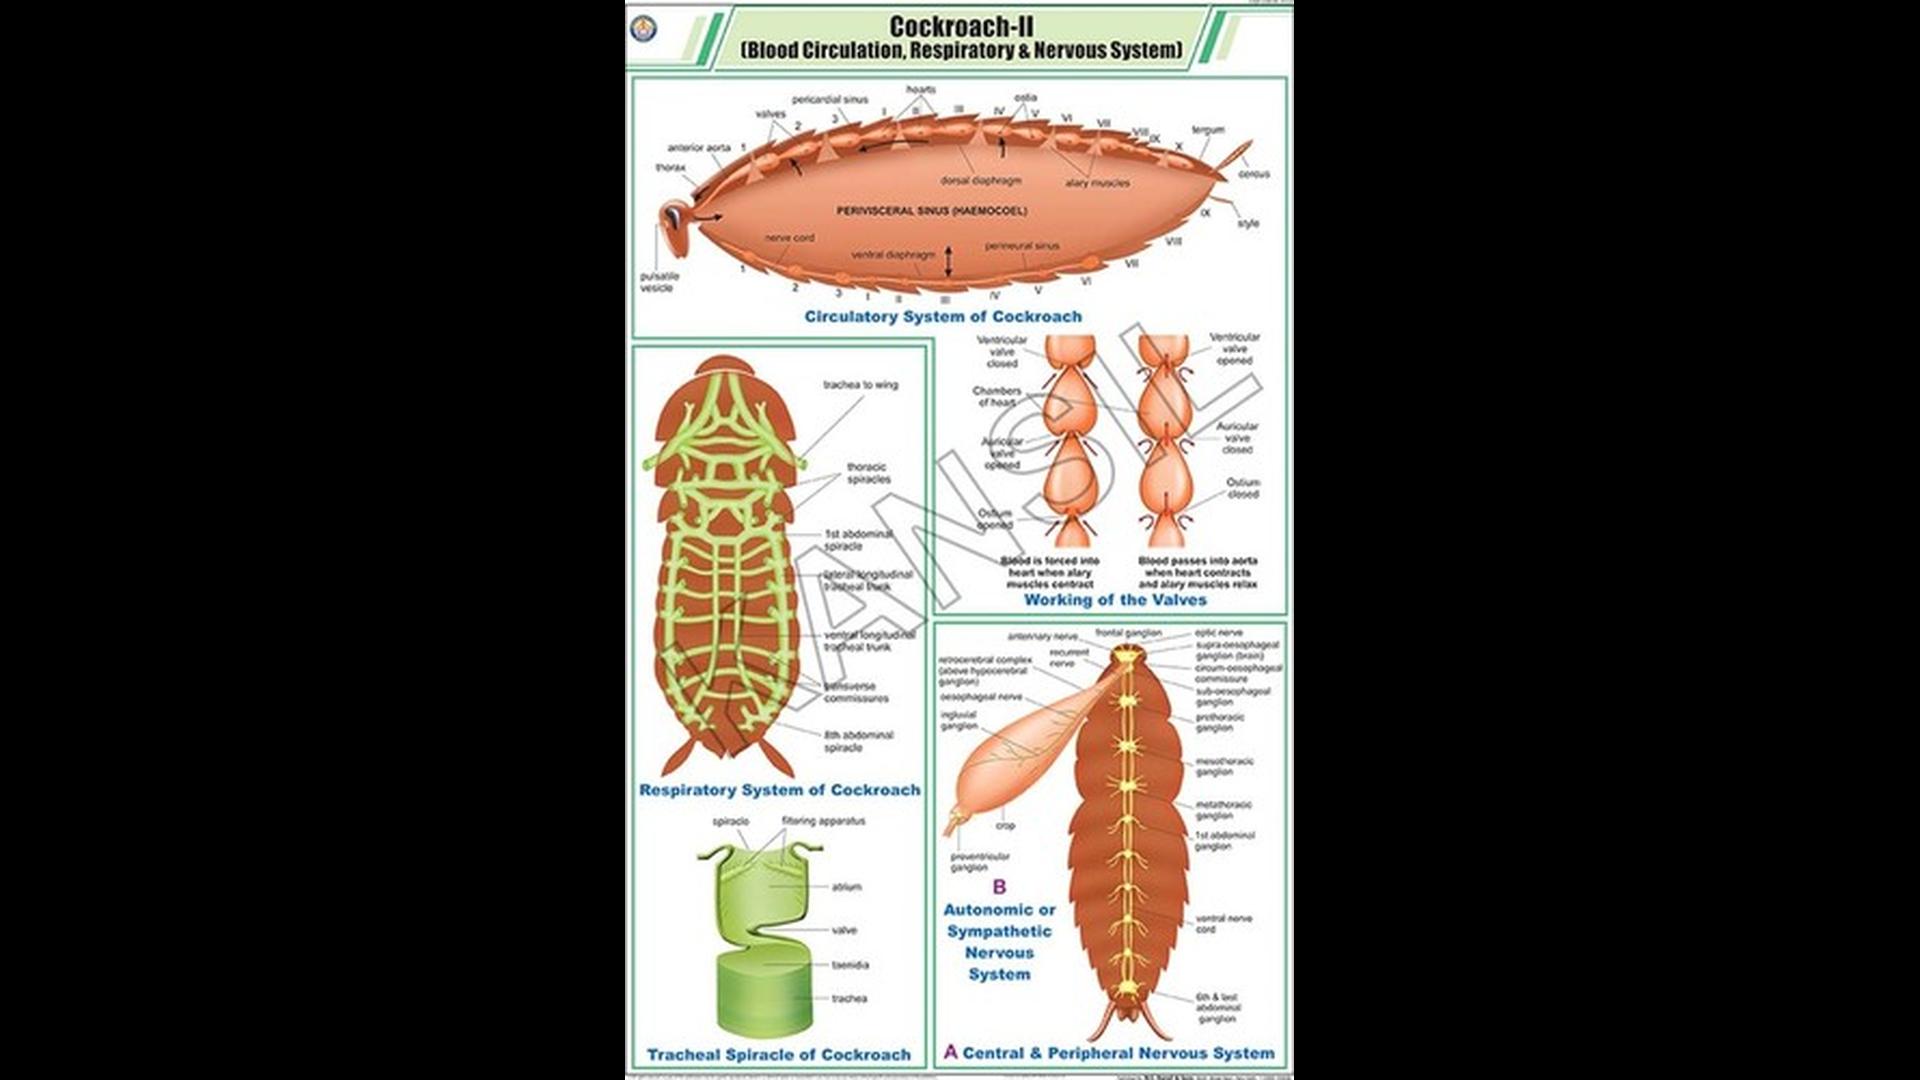 Cockroach-II
(Blood Circulation, Respiratory & Nervous System)
hearts
pericardial sinus
ostia
valves
anterior aorta
thorax
1
2
3
I
II
III
IV
V
VI
VII
VIII
IX
X
tergum
cercus
style
dorsal diaphragm
alary muscles
PERIVISCERAL SINUS (HAEMOCOEL)
nerve cord
ventral diaphragm
perineural sinus
pulsatile
vesicle
1
2
3
I
II
III
IV
V
VI
VII
VIII
IX
Circulatory System of Cockroach
trachea to wing
thoracic
spiracles
1st abdominal
spiracle
lateral longitudinal
tracheal trunk
ventral longitudinal
tracheal trunk
transverse
commissures
8th abdominal
spiracle
Respiratory System of Cockroach
Ventricular
valve
closed
Chambers
of heart
Auricular
valve
opened
Ostium
opened
Ventricular
valve
opened
Auricular
valve
closed
Ostium
closed
Blood is forced into
heart when alary
muscles contract
Blood passes into aorta
when heart contracts
and alary muscles relax
Working of the Valves
spiracle
filtering apparatus
atrium
valve
taenidia
trachea
Tracheal Spiracle of Cockroach
antennary nerve
frontal ganglion
optic nerve
recurrent
nerve
retrocerebral complex
(above hypocerebral
ganglion)
oesophageal nerve
ingluvial
ganglion
crop
proventricular
ganglion
supra-oesophageal
ganglion (brain)
circum-oesophageal
commissure
sub-oesophageal
ganglion
prothoracic
ganglion
mesothoracic
ganglion
metathoracic
ganglion
1st abdominal
ganglion
ventral nerve
cord
6th & last
abdominal
ganglion
B
Autonomic or
Sympathetic
Nervous
System
A Central & Peripheral Nervous System